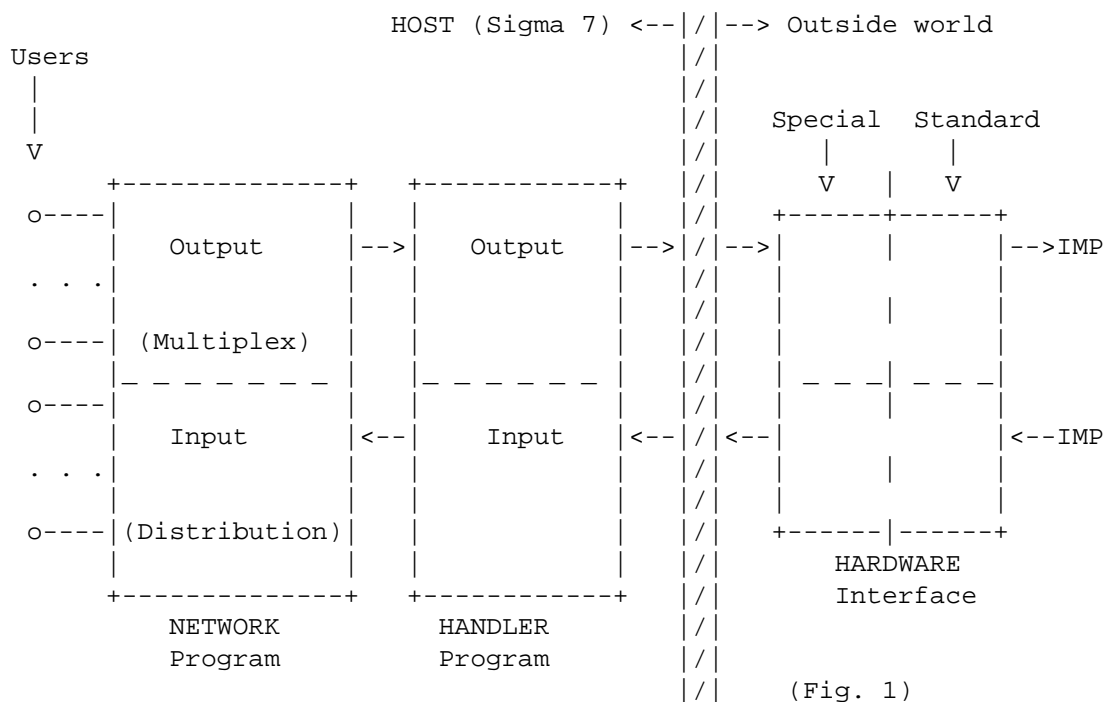 HOST (Sigma 7) <--|/|--> Outside world
Users
Special Standard
V
V V
o----
Output --> Output --> --> -->IMP
. . .
o---- (Multiplex)
o----
Input <-- Input <-- <-- <--IMP
. . .
o---- (Distribution)
HARDWARE
Interface
NETWORK HANDLER
Program Program
(Fig. 1)